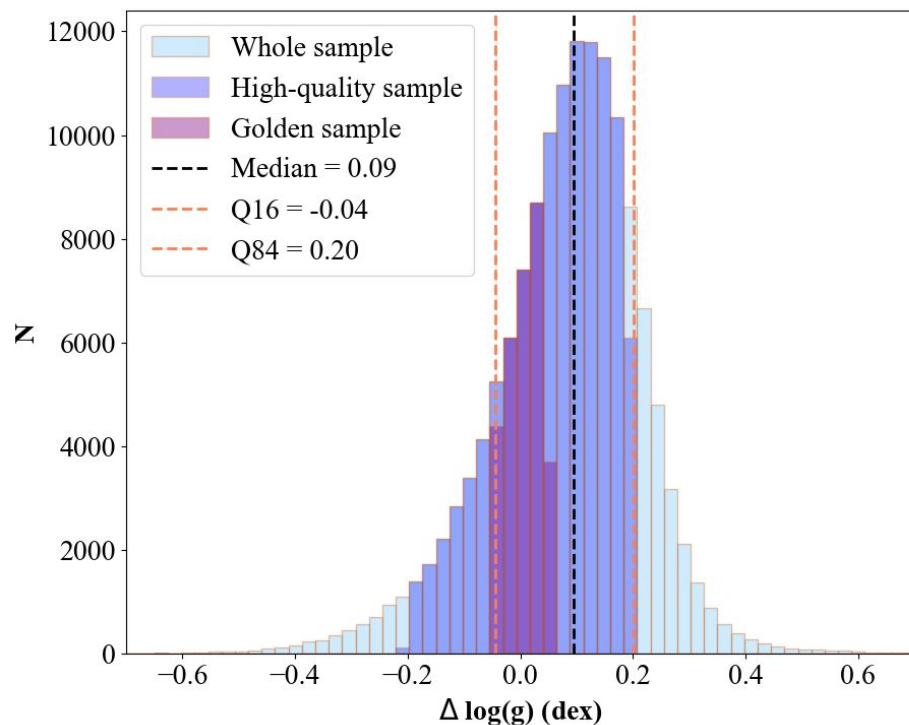 12000
10000
8000
6000
4000
2000
0
N
Whole sample
High-quality sample
Golden sample
Median = 0.09
Q16 = -0.04
Q84 = 0.20
−0.6 −0.4 −0.2 0.0 0.2 0.4 0.6
Δ log(g) (dex)